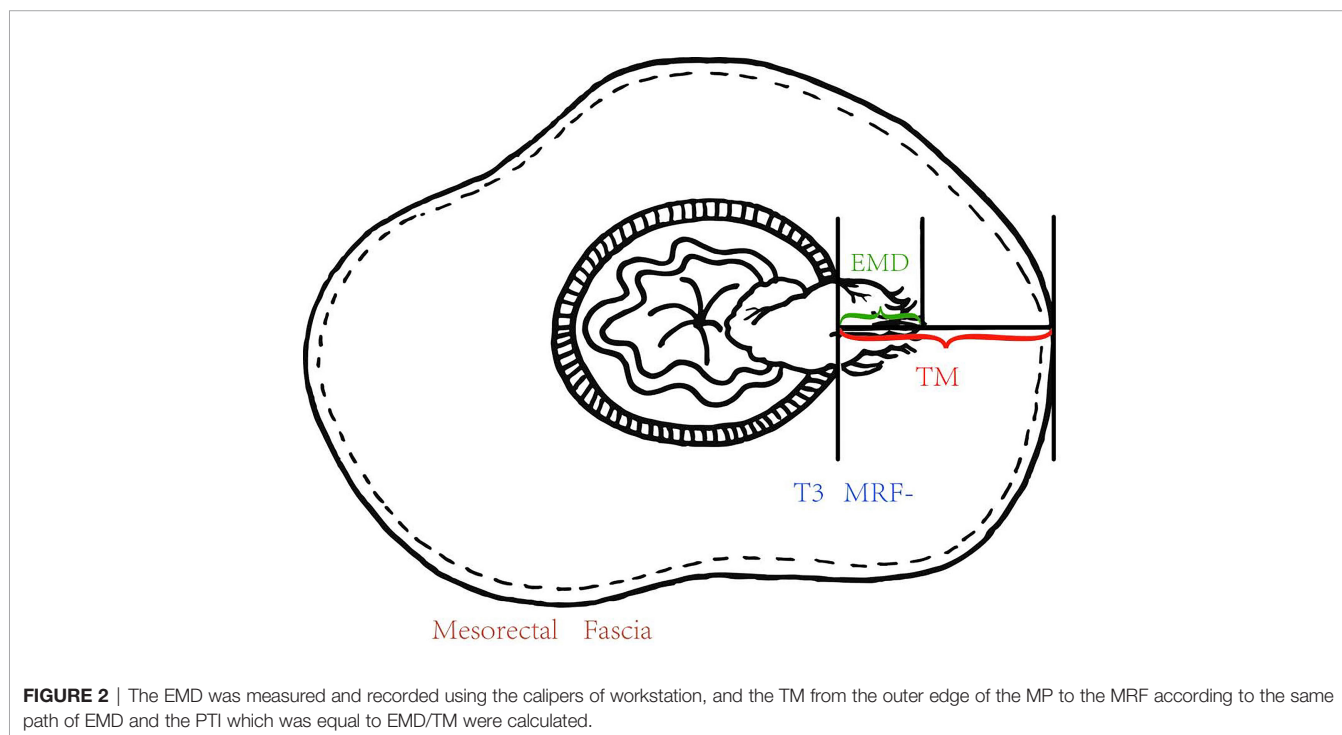 EMD
TM
T3 MRF-
Mesorectal Fascia
FIGURE 2 | The EMD was measured and recorded using the calipers of workstation, and the TM from the outer edge of the MP to the MRF according to the same
path of EMD and the PTI which was equal to EMD/TM were calculated.